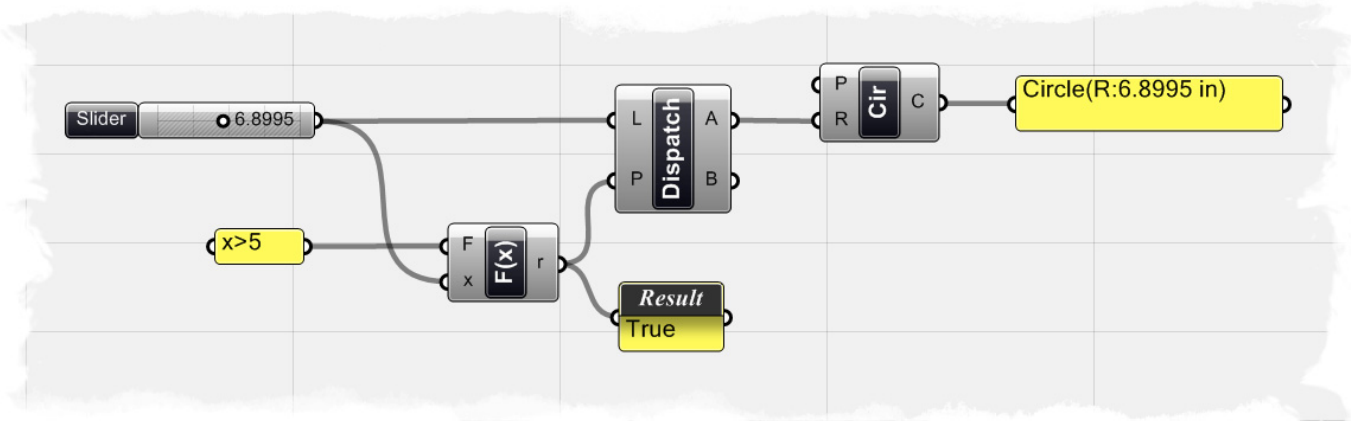 Slider
6.8995
x>5
F
x
F(x)
r
L
P
Dispatch
A
B
Result
True
P
R
Cir
C
Circle(R:6.8995 in)